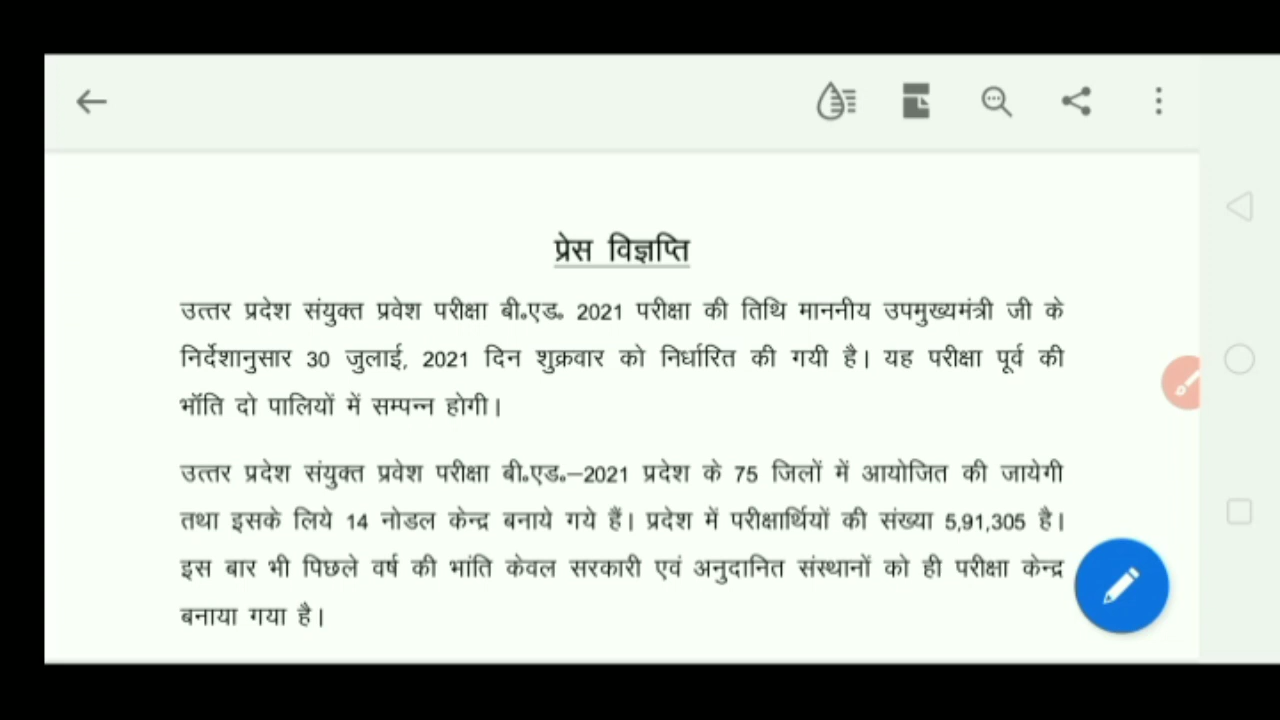 प्रेस विज्ञप्ति
उत्तर प्रदेश संयुक्त प्रवेश परीक्षा बी॰एड॰ 2021 परीक्षा की तिथि माननीय उपमुख्यमंत्री जी के
निर्देशानुसार 30 जुलाई, 2021 दिन शुक्रवार को निर्धारित की गयी है। यह परीक्षा पूर्व की
भॉति दो पालियों में सम्पन्न होगी।
उत्तर प्रदेश संयुक्त प्रवेश परीक्षा बी॰एड॰–2021 प्रदेश के 75 जिलों में आयोजित की जायेगी
तथा इसके लिये 14 नोडल केन्द्र बनाये गये हैं। प्रदेश में परीक्षार्थियों की संख्या 5,91,305 है।
इस बार भी पिछले वर्ष की भांति केवल सरकारी एवं अनुदानित संस्थानों को ही परीक्षा केन्द्र
बनाया गया है।